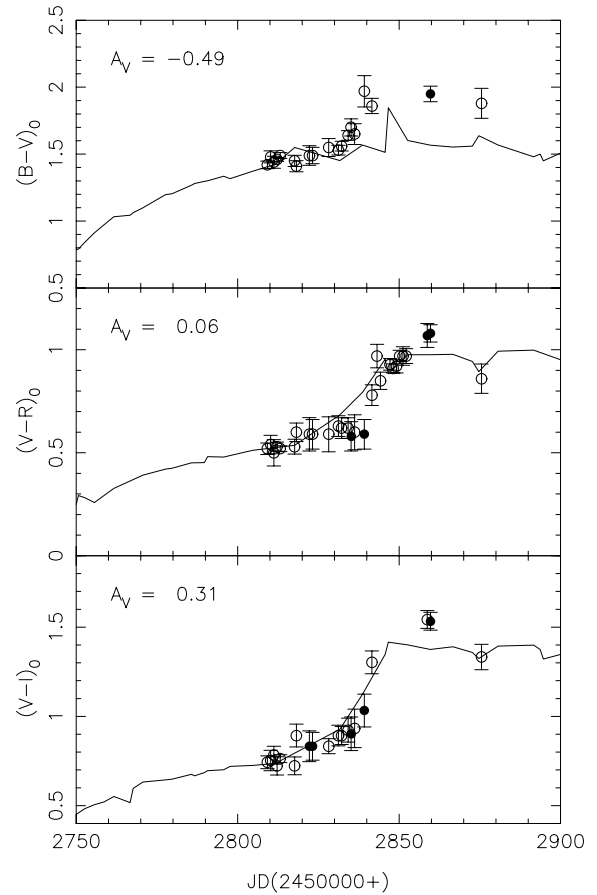 2.5
2
1.5
1
0.5
(B−V)₀
A_V = −0.49
1
0.5
0
(V−R)₀
A_V = 0.06
1.5
1
0.5
(V−I)₀
A_V = 0.31
2750 2800 2850 2900
JD(2450000+)